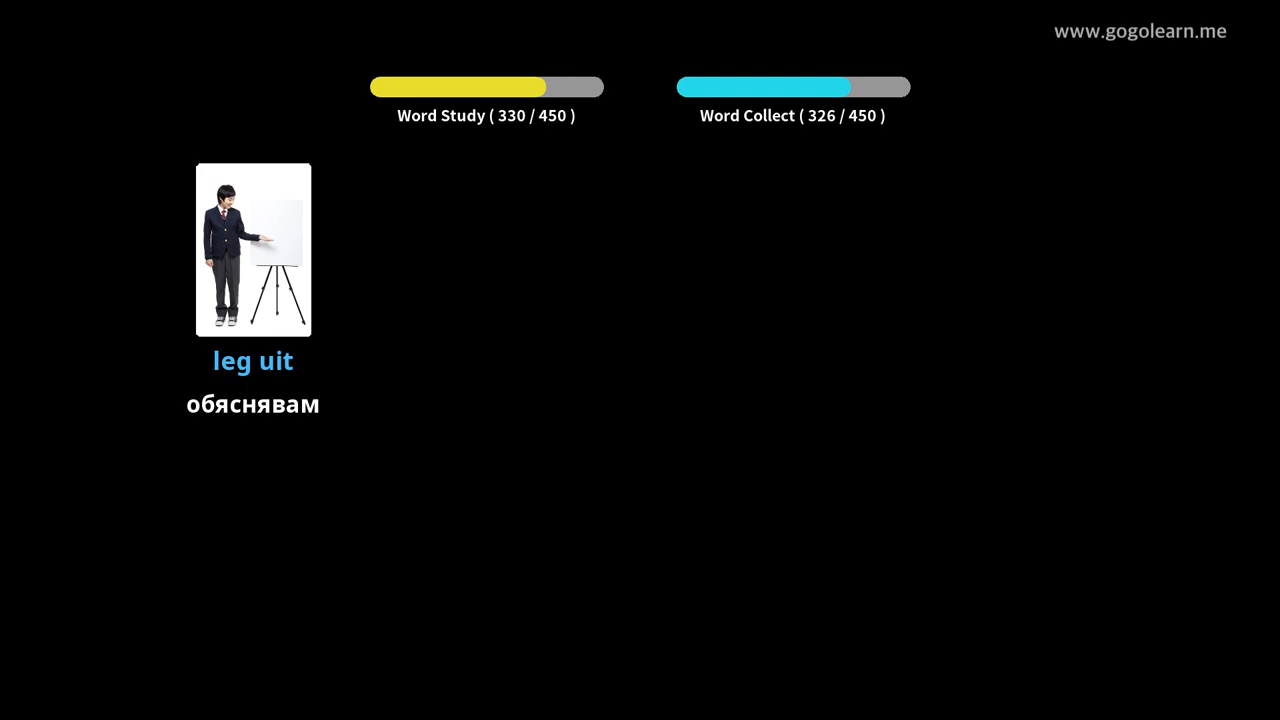 www.gogolearn.me
Word Study ( 330 / 450 )
Word Collect ( 326 / 450 )
leg uit
обяснявам